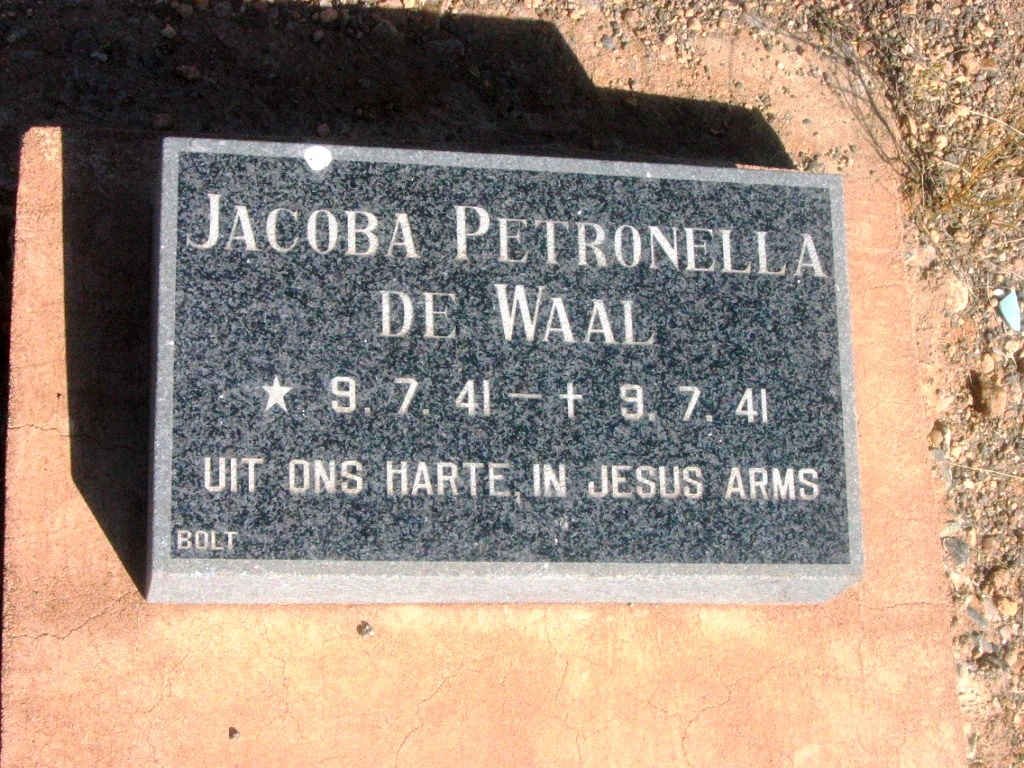 JACOBA PETRONELLA
DE WAAL
★ 9. 7. 41 – † 9. 7. 41
UIT ONS HARTE, IN JESUS ARMS
BOLT